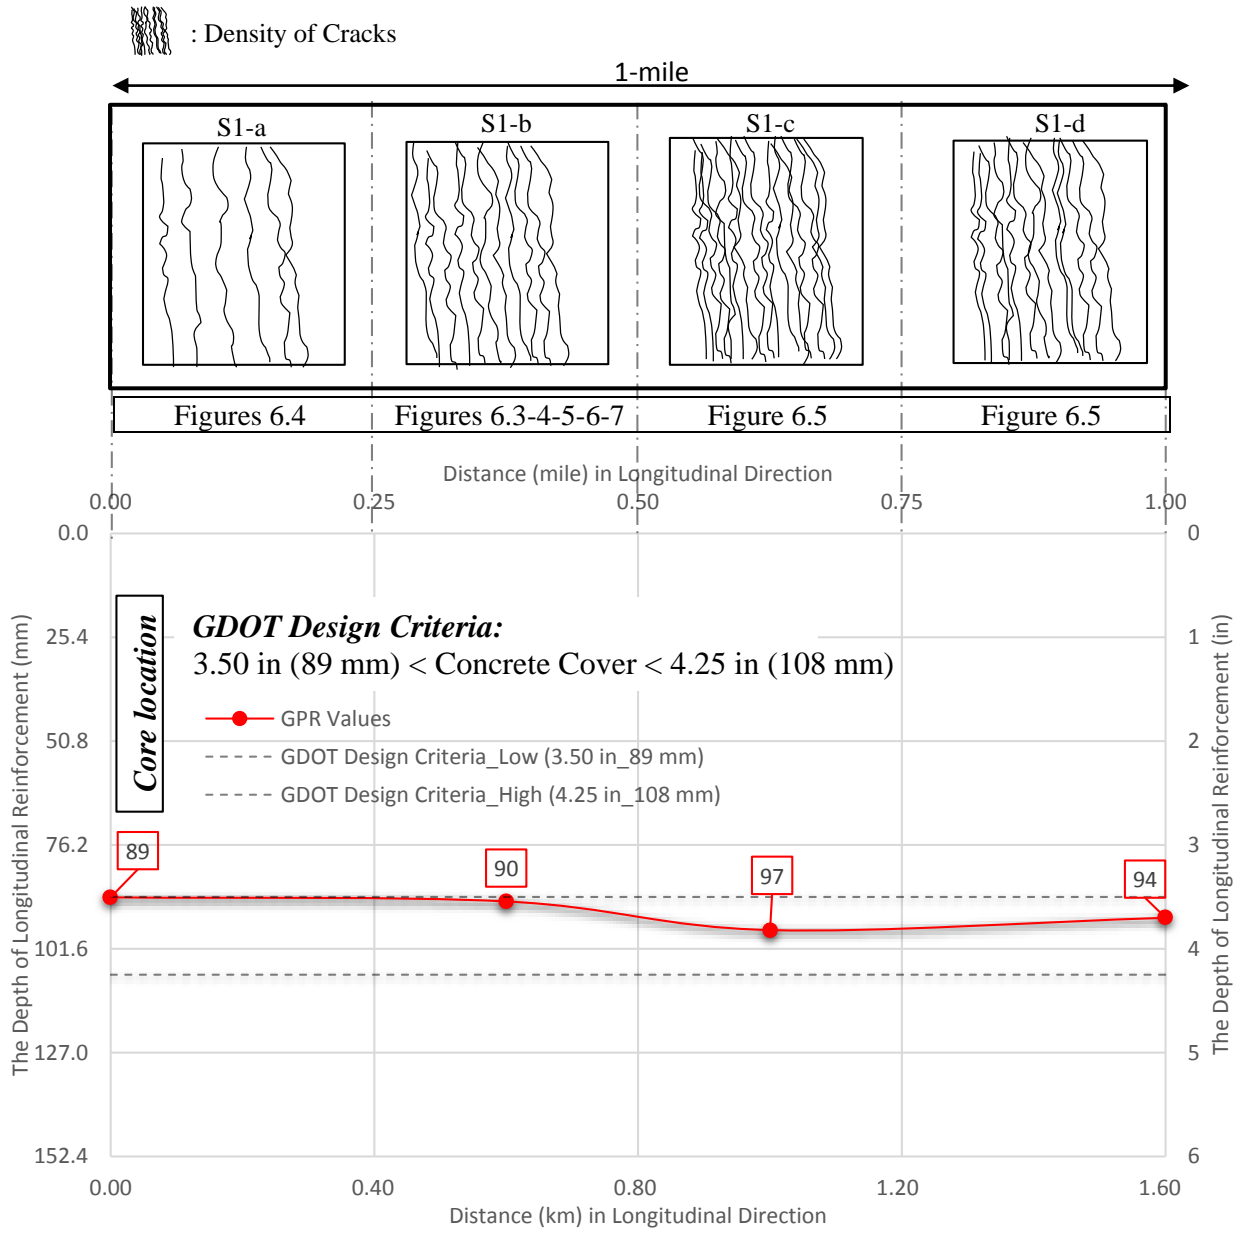 : Density of Cracks
1-mile
S1-a S1-b S1-c S1-d
Figures 6.4 Figures 6.3-4-5-6-7 Figure 6.5 Figure 6.5
Distance (mile) in Longitudinal Direction
0.00 0.25 0.50 0.75 1.00
0.0 0
25.4 1
50.8 2
76.2 3
101.6 4
127.0 5
152.4 6
The Depth of Longitudinal Reinforcement (mm)
The Depth of Longitudinal Reinforcement (in)
Core location
GDOT Design Criteria:
3.50 in (89 mm) < Concrete Cover < 4.25 in (108 mm)
GPR Values
GDOT Design Criteria_Low (3.50 in_89 mm)
GDOT Design Criteria_High (4.25 in_108 mm)
89 90 97 94
0.00 0.40 0.80 1.20 1.60
Distance (km) in Longitudinal Direction